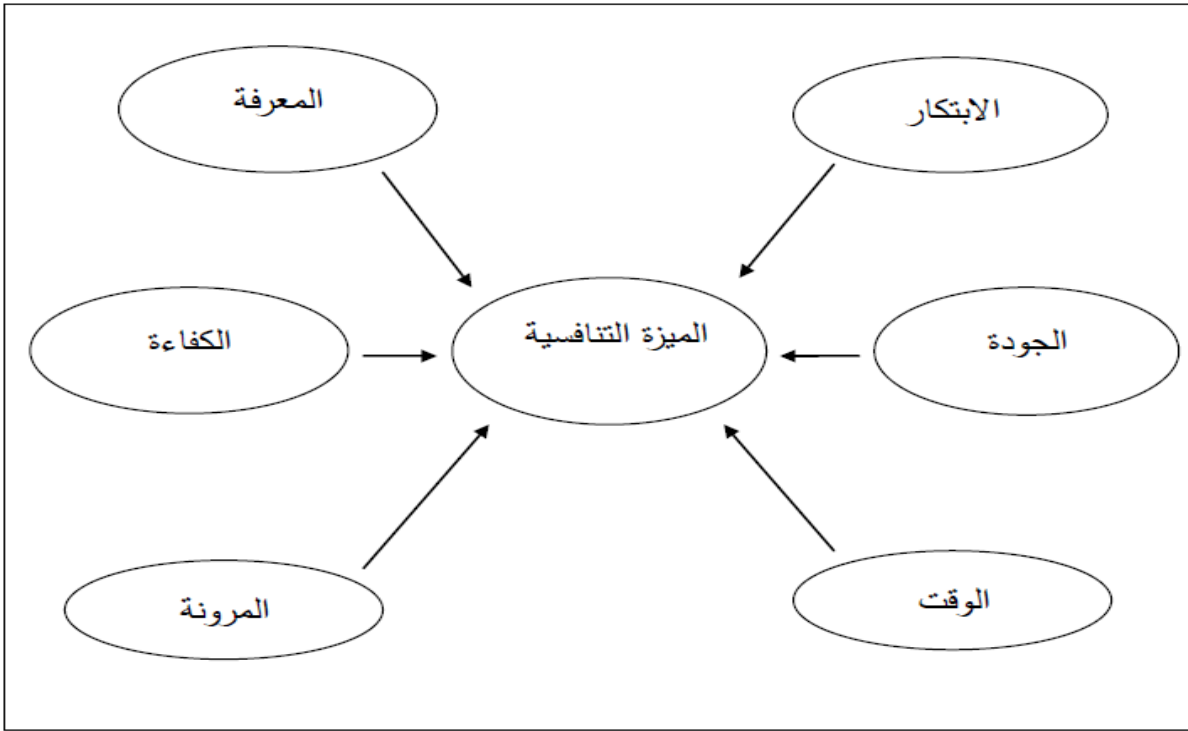 الابتكار
المعرفة
الميزة التنافسية
الجودة
الكفاءة
الوقت
المرونة